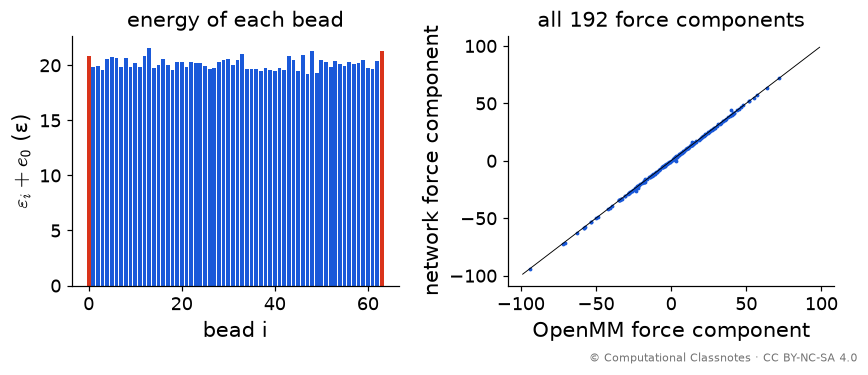 energy of each bead
all 192 force components
εᵢ + e₀ (ε)
20
15
10
5
0
0 20 40 60
bead i
network force component
100
50
0
−50
−100
−100 −50 0 50 100
OpenMM force component
© Computational Classnotes · CC BY-NC-SA 4.0